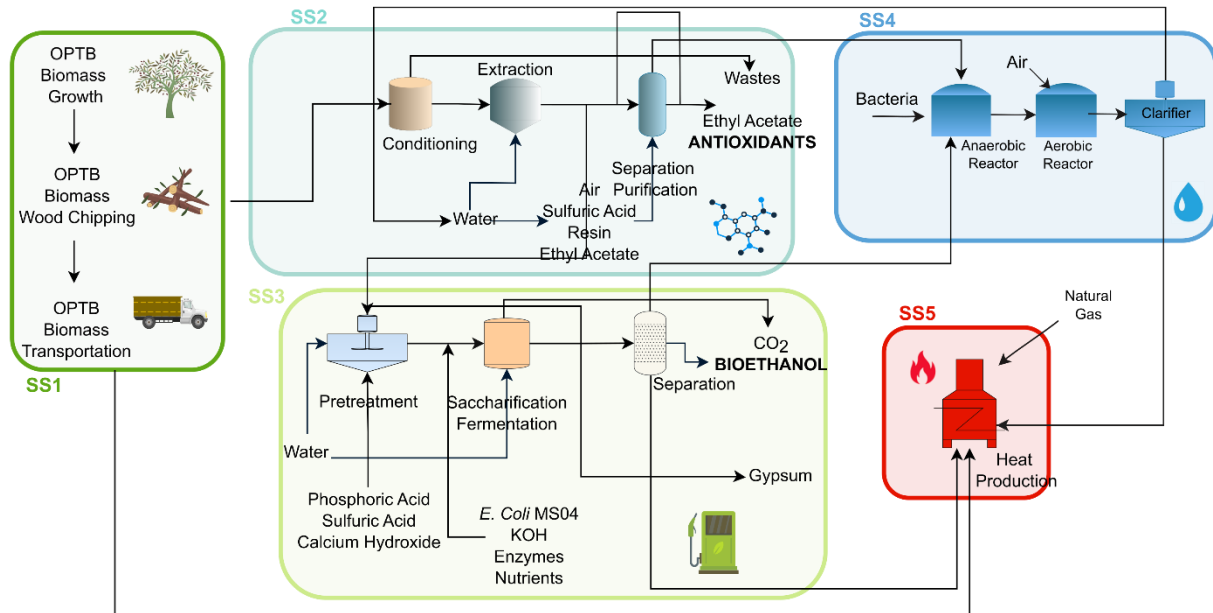 SS1
OPTB
Biomass
Growth
OPTB
Biomass
Wood Chipping
OPTB
Biomass
Transportation
SS2
Extraction
Conditioning
Wastes
Ethyl Acetate
ANTIOXIDANTS
Separation
Purification
Water
Air
Sulfuric Acid
Resin
Ethyl Acetate
SS3
Pretreatment
Water
Phosphoric Acid
Sulfuric Acid
Calcium Hydroxide
Saccharification
Fermentation
E. Coli MS04
KOH
Enzymes
Nutrients
Separation
CO2
BIOETHANOL
Gypsum
SS4
Air
Bacteria
Anaerobic
Reactor
Aerobic
Reactor
Clarifier
SS5
Natural
Gas
Heat
Production